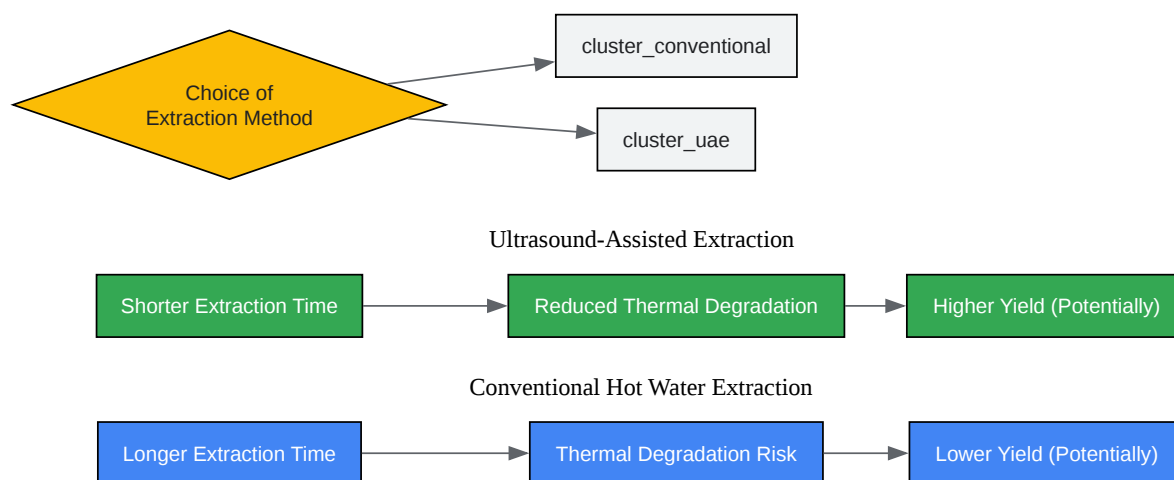 cluster_conventional
Choice of
Extraction Method
cluster_uae
Ultrasound-Assisted Extraction
Shorter Extraction Time
Reduced Thermal Degradation
Higher Yield (Potentially)
Conventional Hot Water Extraction
Longer Extraction Time
Thermal Degradation Risk
Lower Yield (Potentially)